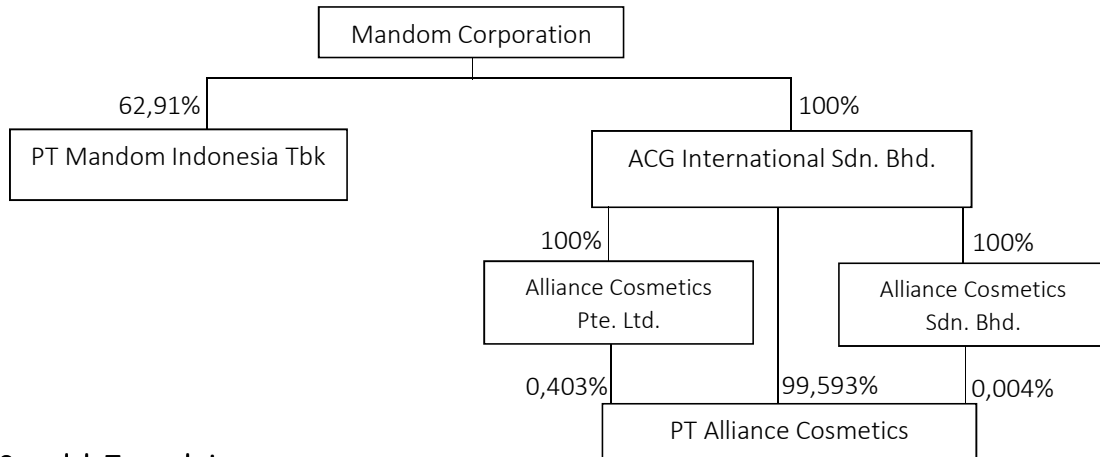 Mandom Corporation
62,91%
100%
PT Mandom Indonesia Tbk
ACG International Sdn. Bhd.
100%
100%
Alliance Cosmetics
Pte. Ltd.
Alliance Cosmetics
Sdn. Bhd.
0,403%
99,593%
0,004%
PT Alliance Cosmetics